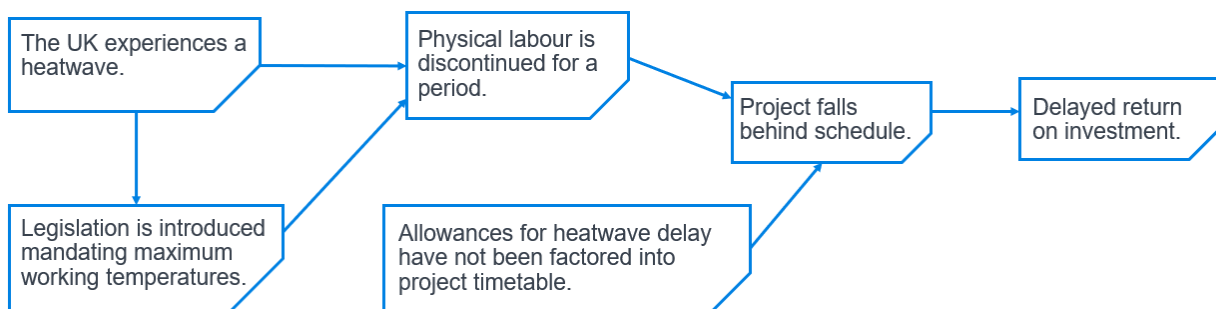 The UK experiences a
heatwave.
Physical labour is
discontinued for a
period.
Project falls
behind schedule.
Delayed return
on investment.
Legislation is introduced
mandating maximum
working temperatures.
Allowances for heatwave delay
have not been factored into
project timetable.